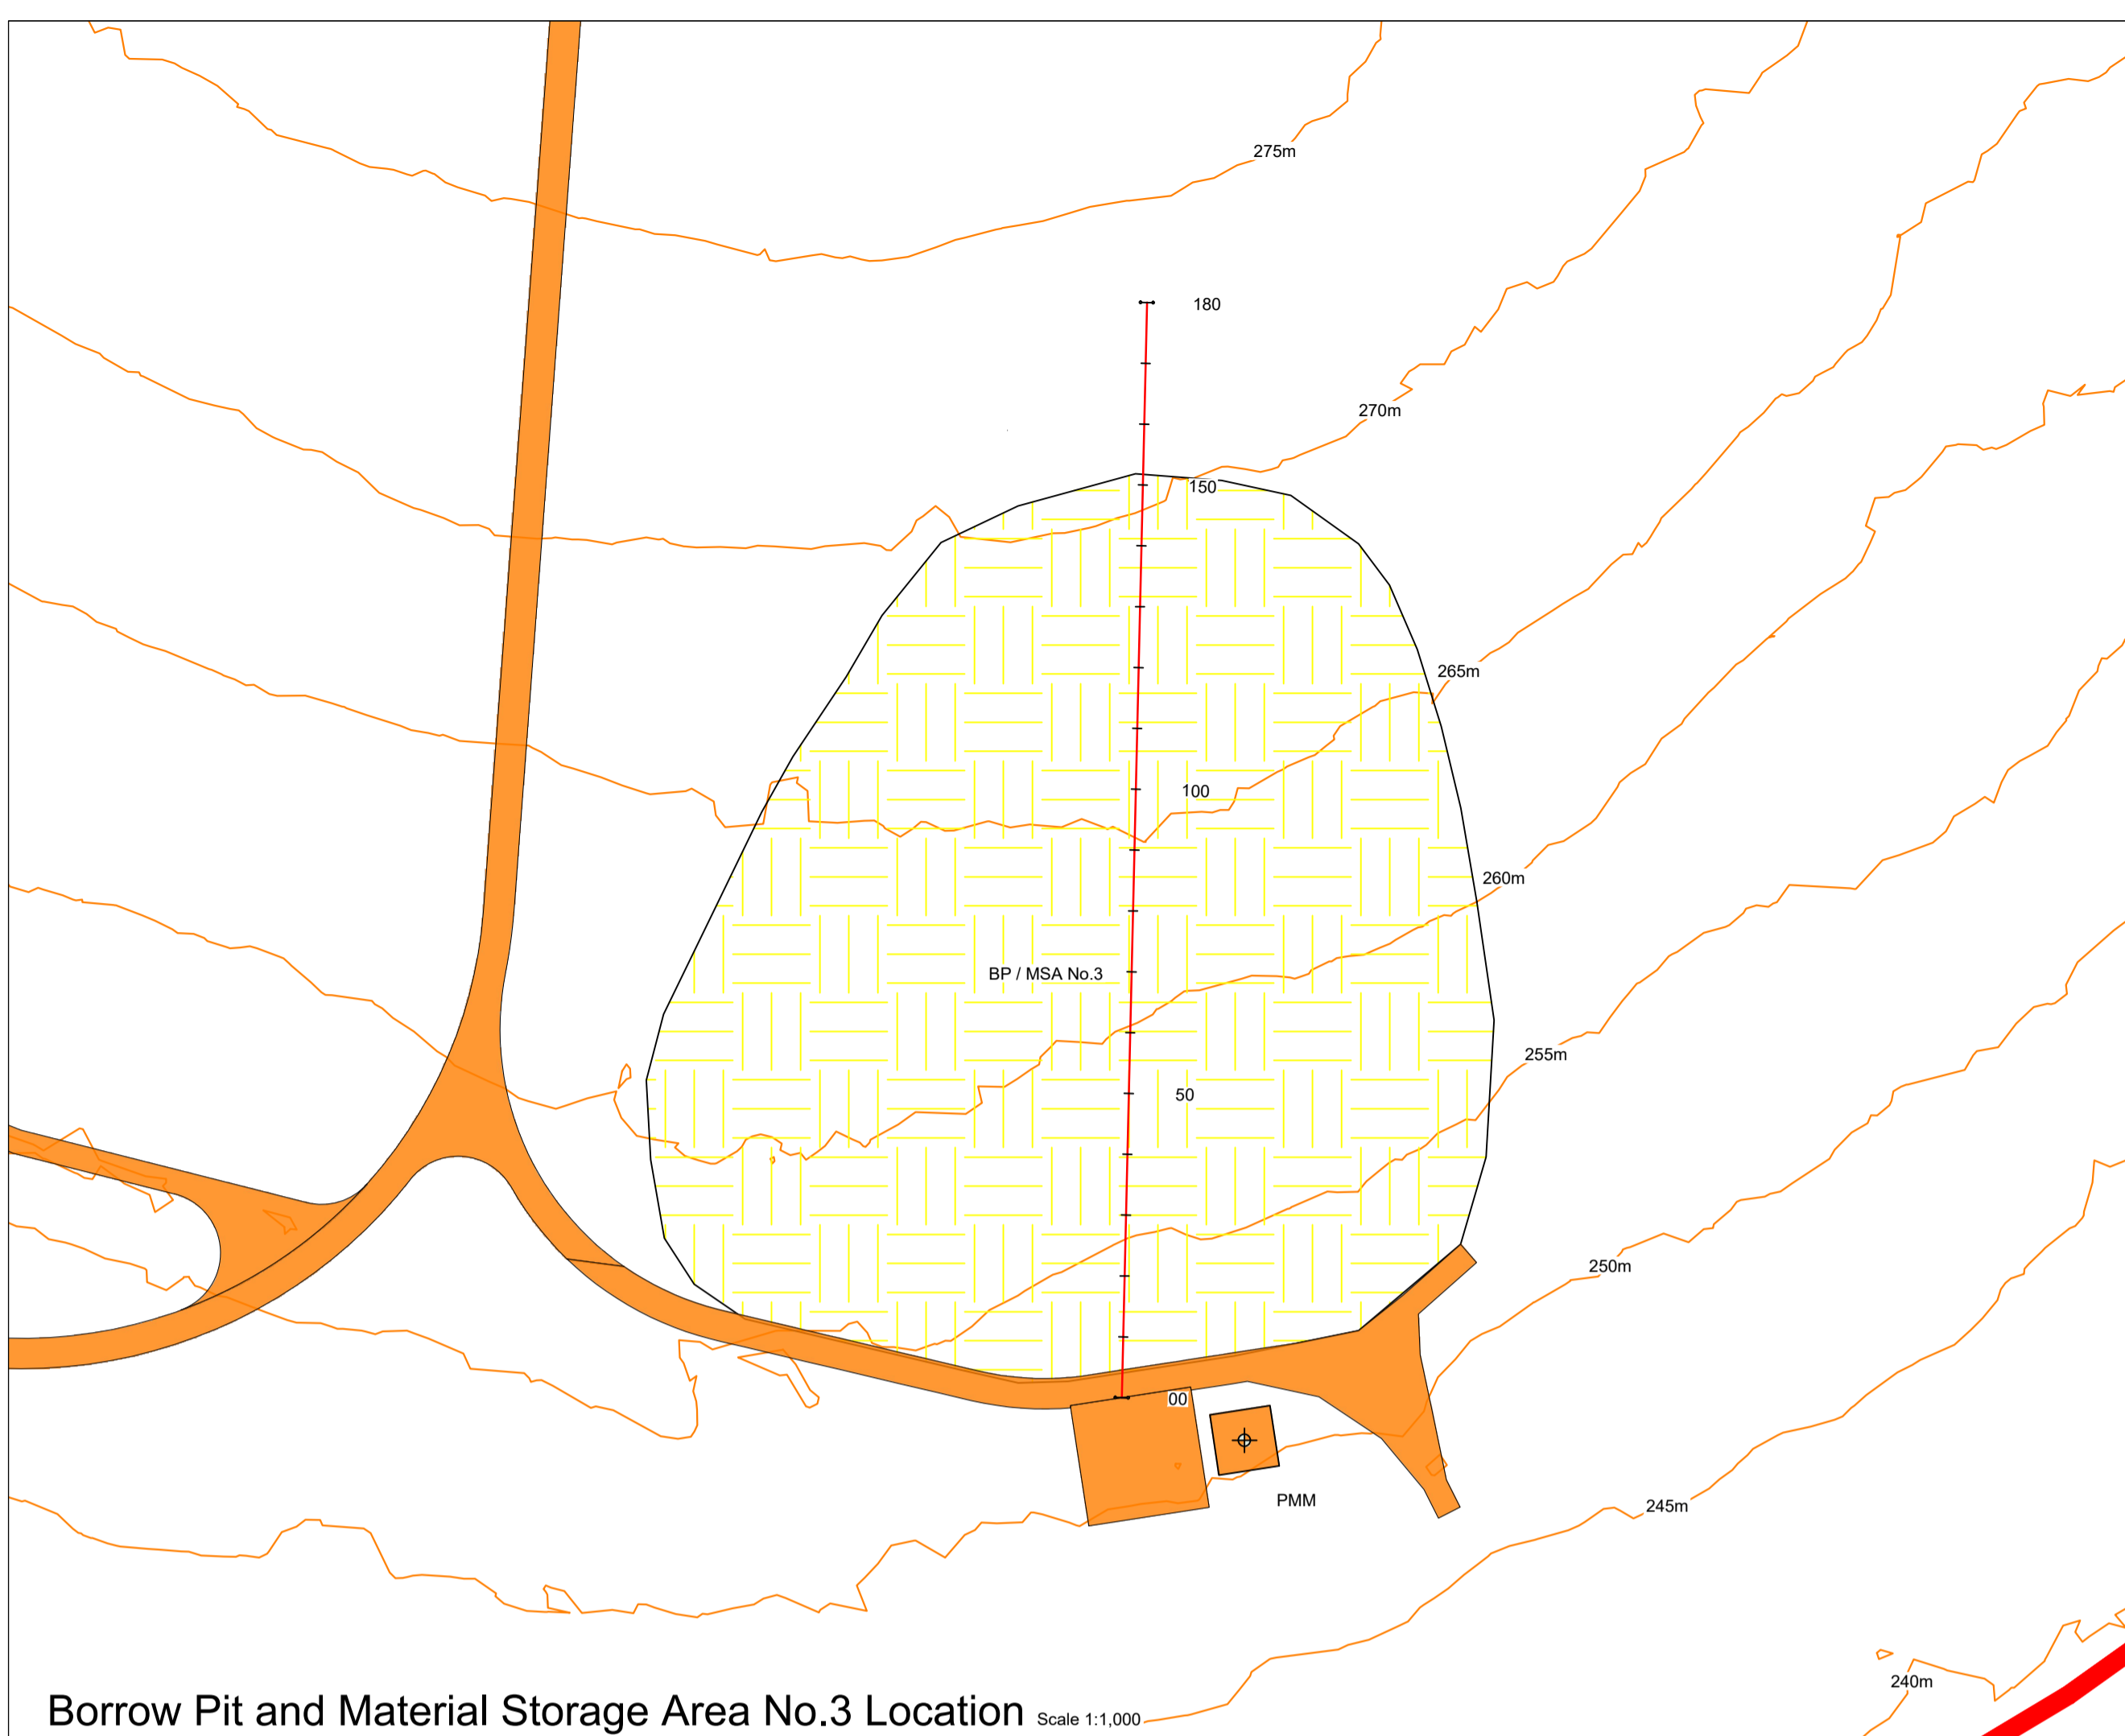 275m
180
270m
150
265m
100
260m
BP / MSA No.3
255m
50
250m
00
PMM
245m
240m
Borrow Pit and Material Storage Area No.3 Location Scale 1:1,000